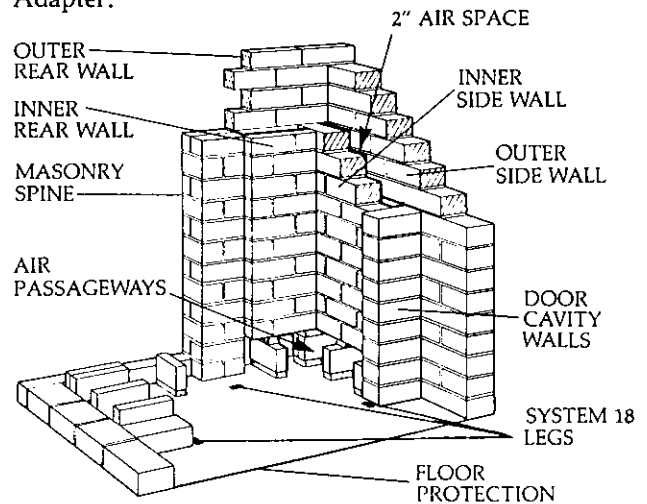 Adapter.
2" AIR SPACE
OUTER
REAR WALL
INNER
SIDE WALL
INNER
REAR WALL
OUTER
SIDE WALL
MASONRY
SPINE
AIR
PASSAGEWAYS
DOOR
CAVITY
WALLS
SYSTEM 18
LEGS
FLOOR
PROTECTION